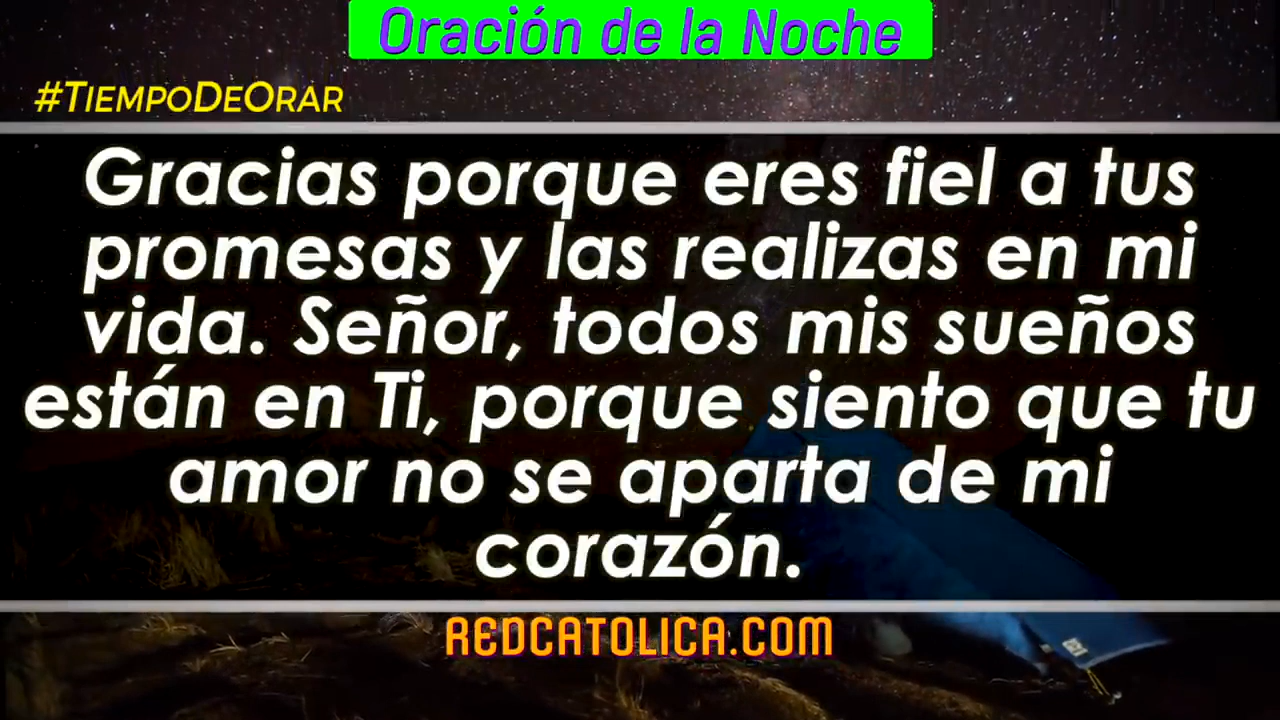 Oración de la Noche
#TIEMPODEORAR
Gracias porque eres fiel a tus
promesas y las realizas en mi
vida. Señor, todos mis sueños
están en Ti, porque siento que tu
amor no se aparta de mi
corazón.
REDCATOLICA.COM